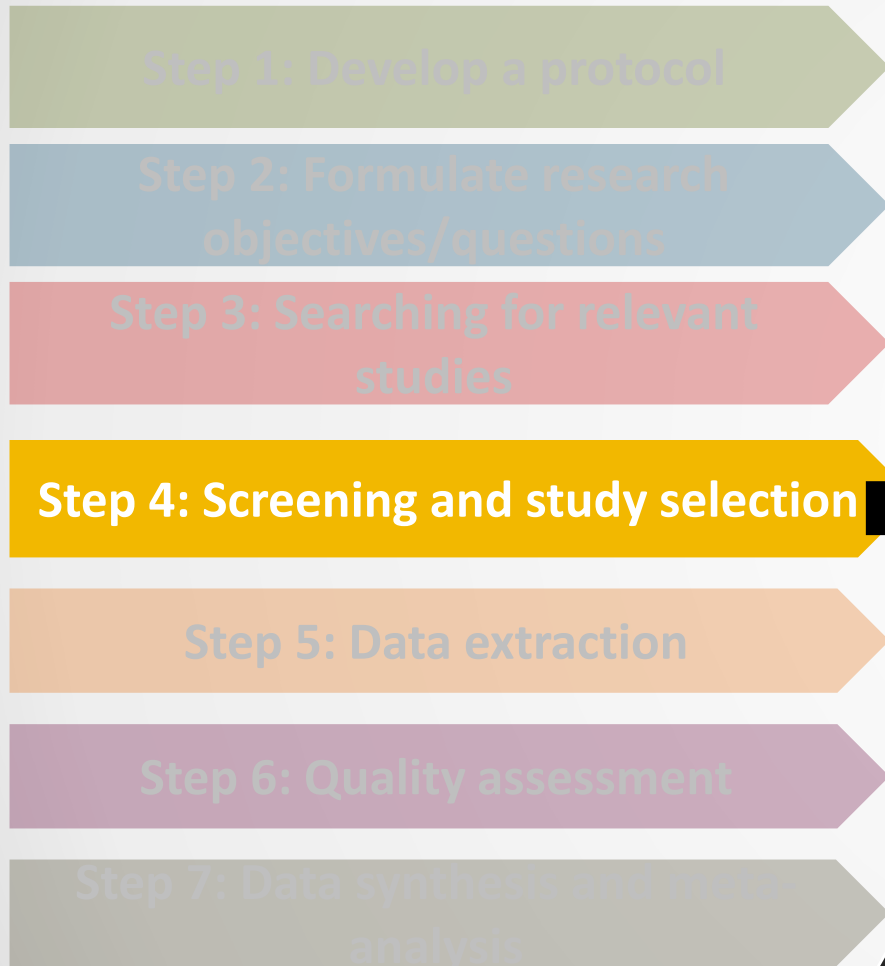 Step 1: Develop a protocol
Step 2: Formulate research
objectives/questions
Step 3: Searching for relevant
studies
Step 4: Screening and study selection
Step 5: Data extraction
Step 6: Quality assessment
Step 7: Data synthesis and meta-
analysis